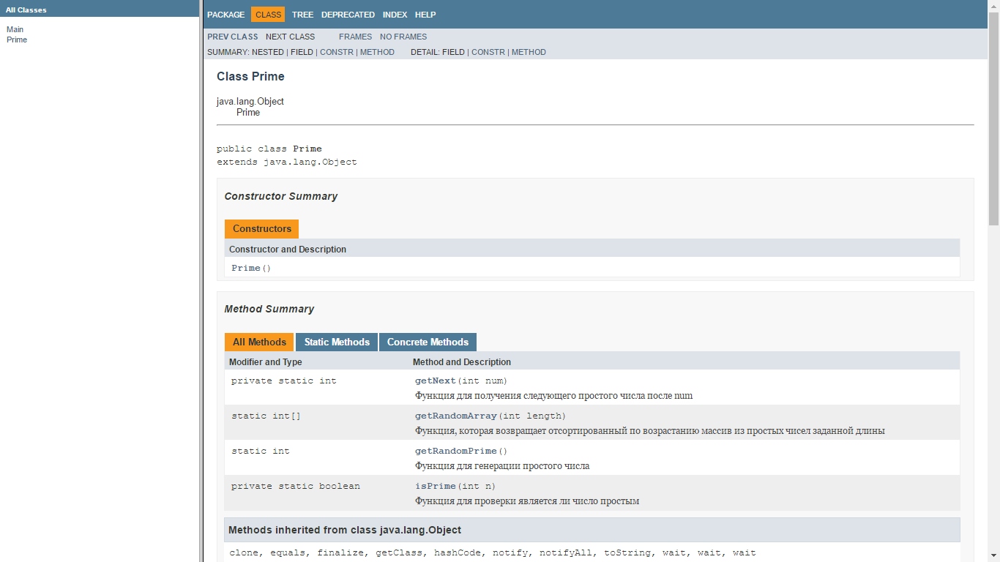 All Classes
Main
Prime
PACKAGE CLASS TREE DEPRECATED INDEX HELP
PREV CLASS NEXT CLASS FRAMES NO FRAMES
SUMMARY: NESTED | FIELD | CONSTR | METHOD DETAIL: FIELD | CONSTR | METHOD
Class Prime
java.lang.Object
Prime
public class Prime
extends java.lang.Object
Constructor Summary
Constructors
Constructor and Description
Prime()
Method Summary
All Methods Static Methods Concrete Methods
Modifier and Type Method and Description
private static int getNext(int num)
Функция для получения следующего простого числа после num
static int[] getRandomArray(int length)
Функция, которая возвращает отсортированный по возрастанию массив из простых чисел заданной длины
static int getRandomPrime()
Функция для генерации простого числа
private static boolean isPrime(int n)
Функция для проверки является ли число простым
Methods inherited from class java.lang.Object
clone, equals, finalize, getClass, hashCode, notify, notifyAll, toString, wait, wait, wait